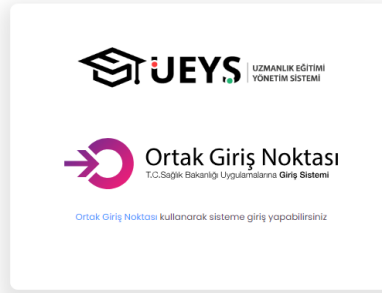 ÜEYS
UZMANLIK EĞİTİMİ
YÖNETİM SİSTEMİ
Ortak Giriş Noktası
T.C.Sağlık Bakanlığı Uygulamalarına Giriş Sistemi
Ortak Giriş Noktası kullanarak sisteme giriş yapabilirsiniz